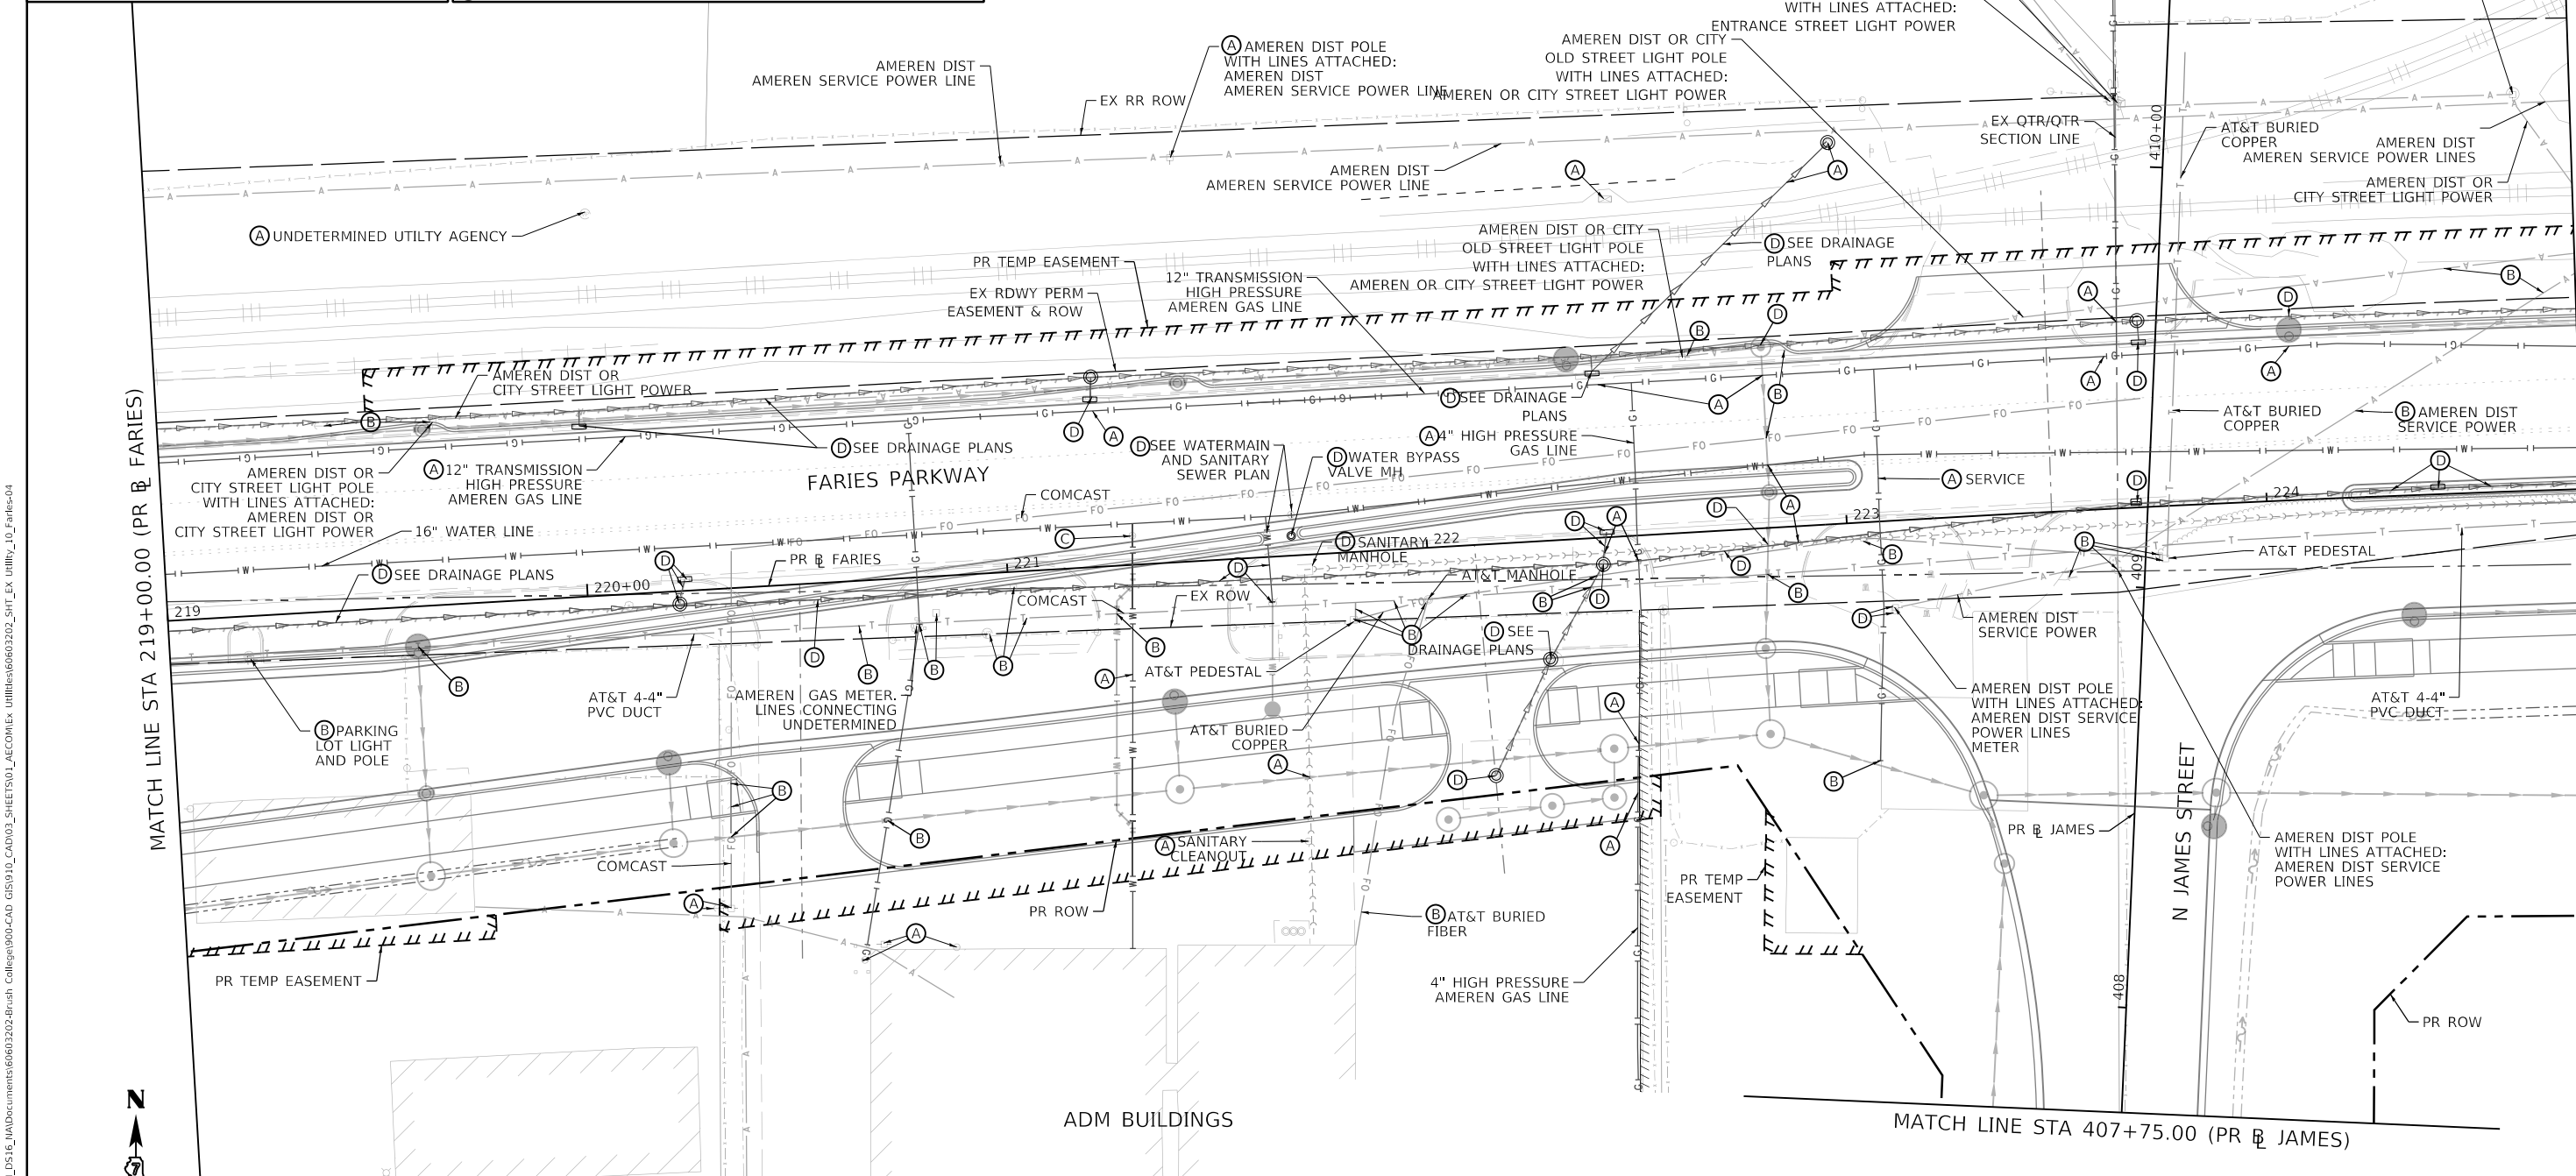 WITH LINES ATTACHED:
ENTRANCE STREET LIGHT POWER
AMEREN DIST
AMEREN SERVICE POWER LINE
A AMEREN DIST POLE
WITH LINES ATTACHED:
AMEREN DIST
AMEREN SERVICE POWER LINE
EX RR ROW
AMEREN DIST OR CITY
OLD STREET LIGHT POLE
WITH LINES ATTACHED:
AMEREN OR CITY STREET LIGHT POWER
EX QTR/QTR
SECTION LINE
410+00
AT&T BURIED
COPPER
AMEREN DIST
AMEREN SERVICE POWER LINES
AMEREN DIST OR
CITY STREET LIGHT POWER
AMEREN DIST
AMEREN SERVICE POWER LINE
A UNDETERMINED UTILTY AGENCY
PR TEMP EASEMENT
EX RDWY PERM
EASEMENT & ROW
12" TRANSMISSION
HIGH PRESSURE
AMEREN GAS LINE
AMEREN DIST OR CITY
OLD STREET LIGHT POLE
WITH LINES ATTACHED:
AMEREN OR CITY STREET LIGHT POWER
D SEE DRAINAGE
PLANS
AMEREN DIST OR
CITY STREET LIGHT POWER
D SEE DRAINAGE PLANS
D SEE DRAINAGE
PLANS
A 4" HIGH PRESSURE
GAS LINE
AT&T BURIED
COPPER
B AMEREN DIST
SERVICE POWER
AMEREN DIST OR
CITY STREET LIGHT POLE
WITH LINES ATTACHED:
AMEREN DIST OR
CITY STREET LIGHT POWER
A 12" TRANSMISSION
HIGH PRESSURE
AMEREN GAS LINE
FARIES PARKWAY
D SEE WATERMAIN
AND SANITARY
SEWER PLAN
D WATER BYPASS
VALVE MH
A SERVICE
COMCAST
16" WATER LINE
D SEE DRAINAGE PLANS
PR BL FARIES
D SANITARY
MANHOLE
219
220+00
221
222
223
224
409
408
AT&T PEDESTAL
COMCAST
EX ROW
AT&T MANHOLE
AMEREN DIST
SERVICE POWER
D SEE
DRAINAGE PLANS
AT&T PEDESTAL
AT&T 4-4"
PVC DUCT
AMEREN GAS METER.
LINES CONNECTING
UNDETERMINED
B PARKING
LOT LIGHT
AND POLE
AT&T BURIED
COPPER
AMEREN DIST POLE
WITH LINES ATTACHED:
AMEREN DIST SERVICE
POWER LINES
METER
AT&T 4-4"
PVC DUCT
N JAMES STREET
PR BL JAMES
AMEREN DIST POLE
WITH LINES ATTACHED:
AMEREN DIST SERVICE
POWER LINES
COMCAST
A SANITARY
CLEANOUT
PR TEMP
EASEMENT
PR ROW
B AT&T BURIED
FIBER
PR TEMP EASEMENT
4" HIGH PRESSURE
AMEREN GAS LINE
PR ROW
ADM BUILDINGS
MATCH LINE STA 407+75.00 (PR BL JAMES)
MATCH LINE STA 219+00.00 (PR BL FARIES)
N